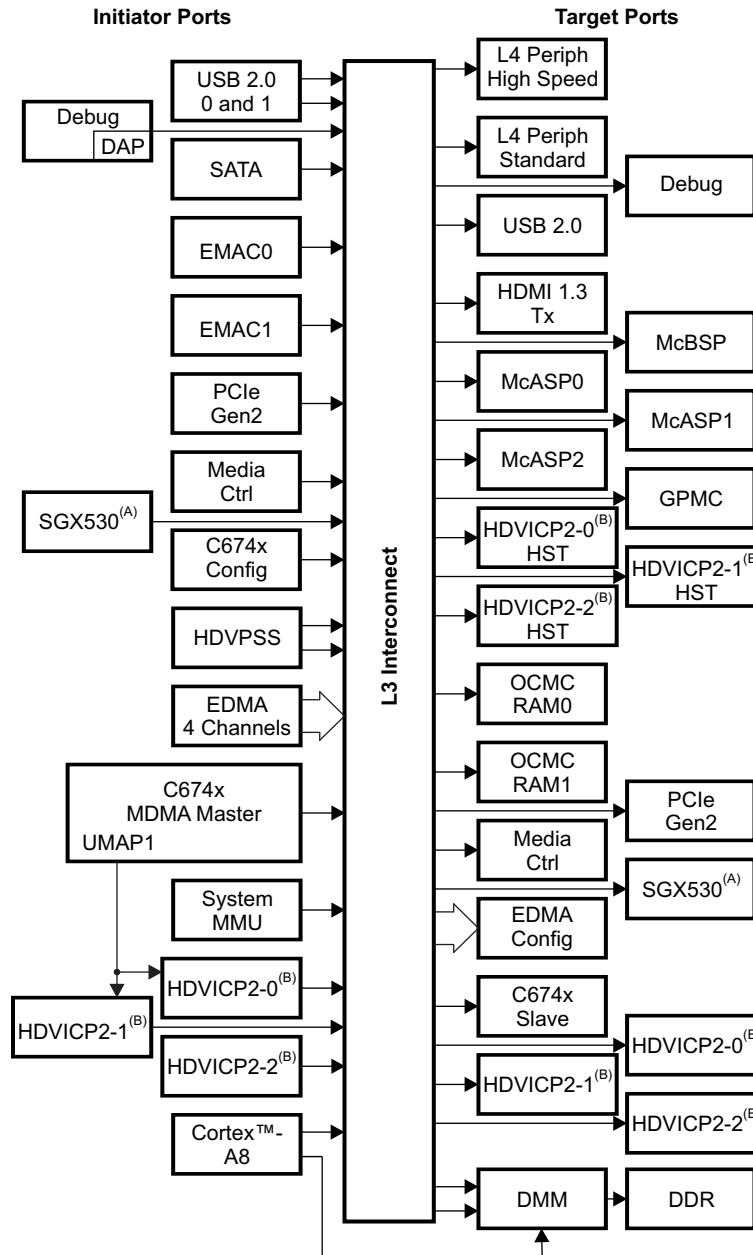 Initiator Ports
Target Ports
USB 2.0
0 and 1
Debug
DAP
SATA
EMAC0
EMAC1
PCIe
Gen2
Media
Ctrl
SGX530(A)
C674x
Config
HDVPSS
EDMA
4 Channels
C674x
MDMA Master
UMAP1
System
MMU
HDVICP2-0(B)
HDVICP2-1(B)
HDVICP2-2(B)
Cortex™-
A8
L3 Interconnect
L4 Periph
High Speed
L4 Periph
Standard
Debug
USB 2.0
HDMI 1.3
Tx
McBSP
McASP0
McASP1
McASP2
GPMC
HDVICP2-0(B)
HST
HDVICP2-1(B
HST
HDVICP2-2(B)
HST
OCMC
RAM0
OCMC
RAM1
PCIe
Gen2
Media
Ctrl
SGX530(A)
EDMA
Config
C674x
Slave
HDVICP2-0(B
HDVICP2-1(B)
HDVICP2-2(B
DMM
DDR